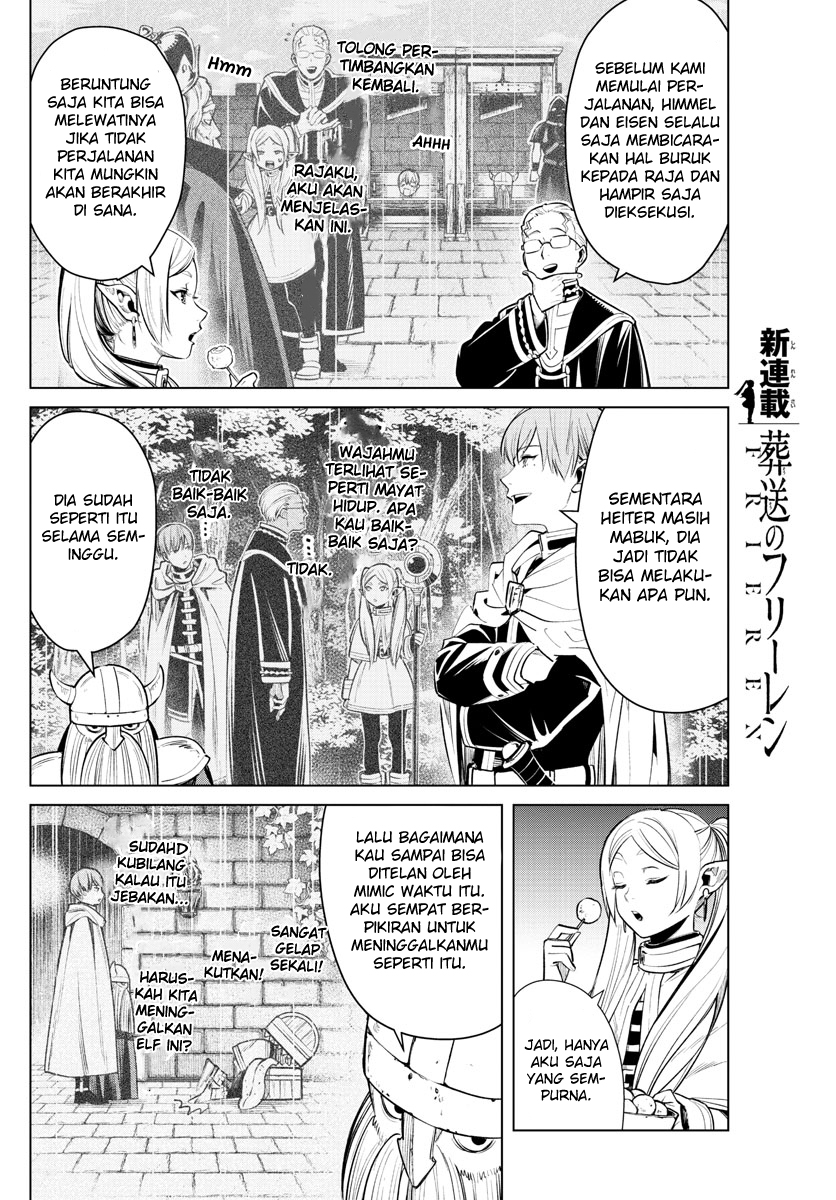 SEBELUM KAMI
MEMULAI PER-
JALANAN, HIMMEL
DAN EISEN SELALU
SAJA MEMBICARA-
KAN HAL BURUK
KEPADA RAJA DAN
HAMPIR SAJA
DIEKSEKUSI.
TOLONG PER-
TIMBANGKAN
KEMBALI.
HMM
AHHH
RAJAKU,
AKU AKAN
MENJELAS-
KAN INI.
BERUNTUNG
SAJA KITA BISA
MELEWATINYA
JIKA TIDAK
PERJALANAN
KITA MUNGKIN
AKAN BERAKHIR
DI SANA.
新連載
しんれんさい
葬送のフリーレン
FRIEREN
SEMENTARA
HEITER MASIH
MABUK, DIA
JADI TIDAK
BISA MELAKU-
KAN APA PUN.
WAJAHMU
TERLIHAT SE-
PERTI MAYAT
HIDUP. APA
KAU BAIK-
BAIK SAJA?
TIDAK.
TIDAK
BAIK-BAIK
SAJA.
DIA SUDAH
SEPERTI ITU
SELAMA SEM-
INGGU.
JADI, HANYA
AKU SAJA
YANG SEM-
PURNA.
LALU BAGAIMANA
KAU SAMPAI BISA
DITELAN OLEH
MIMIC WAKTU ITU.
AKU SEMPAT BER-
PIKIRAN UNTUK
MENINGGALKANMU
SEPERTI ITU.
SANGAT
GELAP
SEKALI!
MENA-
KUTKAN!
SUDAHD
KUBILANG
KALAU ITU
JEBAKAN...
HARUS-
KAH KITA
MENING-
GALKAN
ELF INI?